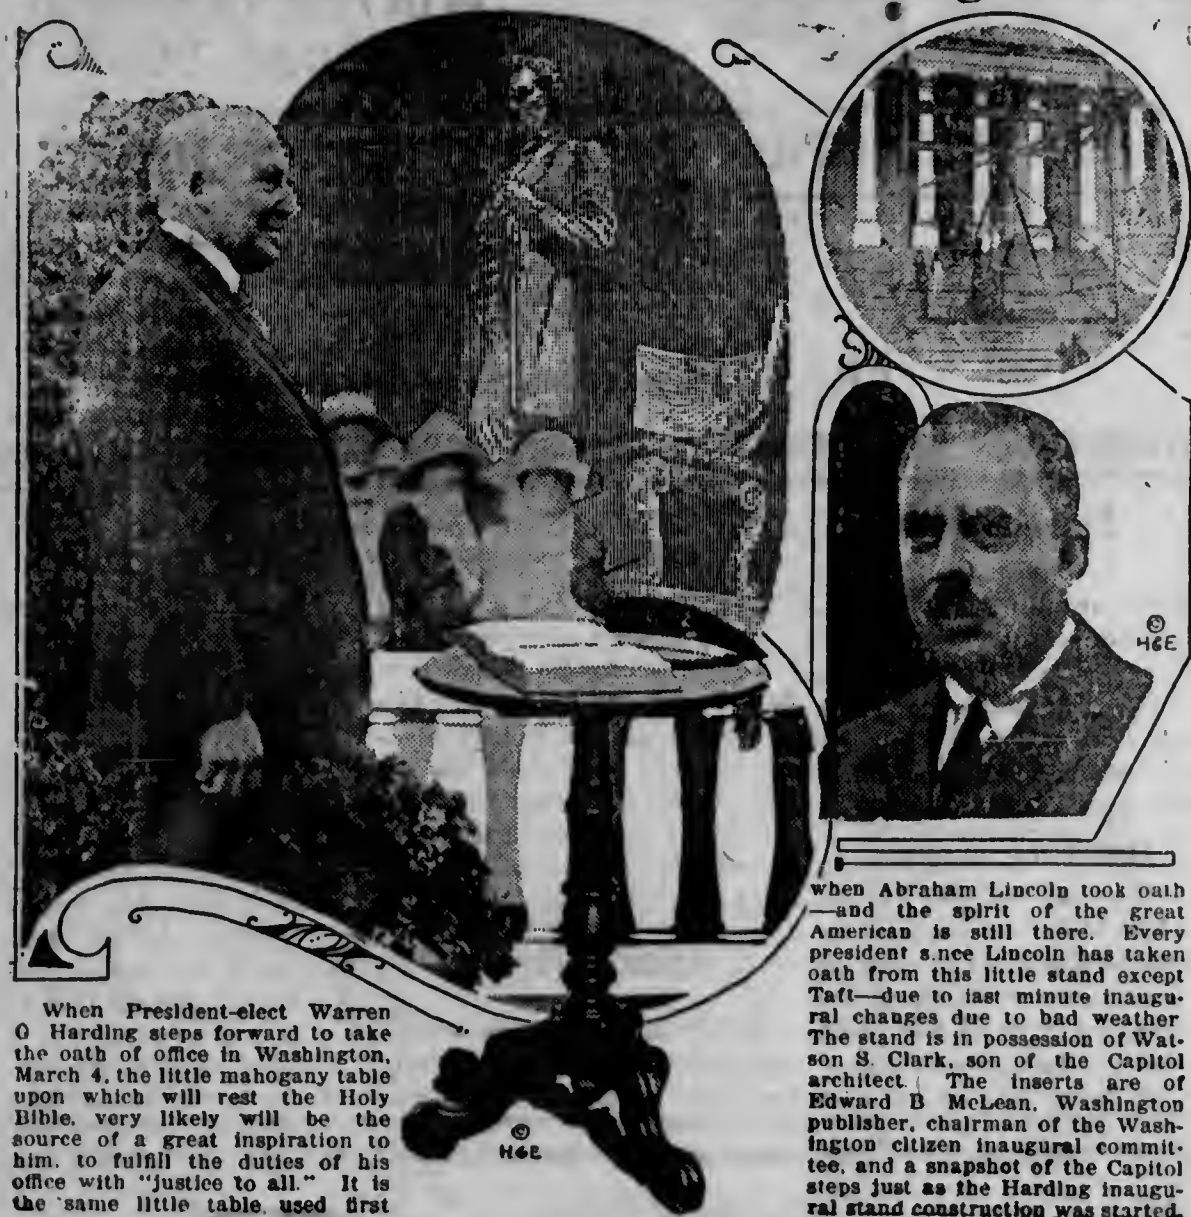 When President-elect Warren
G Harding steps forward to take
the oath of office in Washington,
March 4, the little mahogany table
upon which will rest the Holy
Bible, very likely will be the
source of a great inspiration to
him, to fulfill the duties of his
office with "justice to all." It is
the same little table, used first
when Abraham Lincoln took oath
—and the spirit of the great
American is still there. Every
president s.nce Lincoln has taken
oath from this little stand except
Taft—due to last minute inaugu-
ral changes due to bad weather
The stand is in possession of Wat-
son S. Clark, son of the Capitol
architect. The inserts are of
Edward B McLean, Washington
publisher, chairman of the Wash-
ington citizen inaugural commit-
tee, and a snapshot of the Capitol
steps just as the Harding inaugu-
ral stand construction was started.
©
H&E
©
H&E